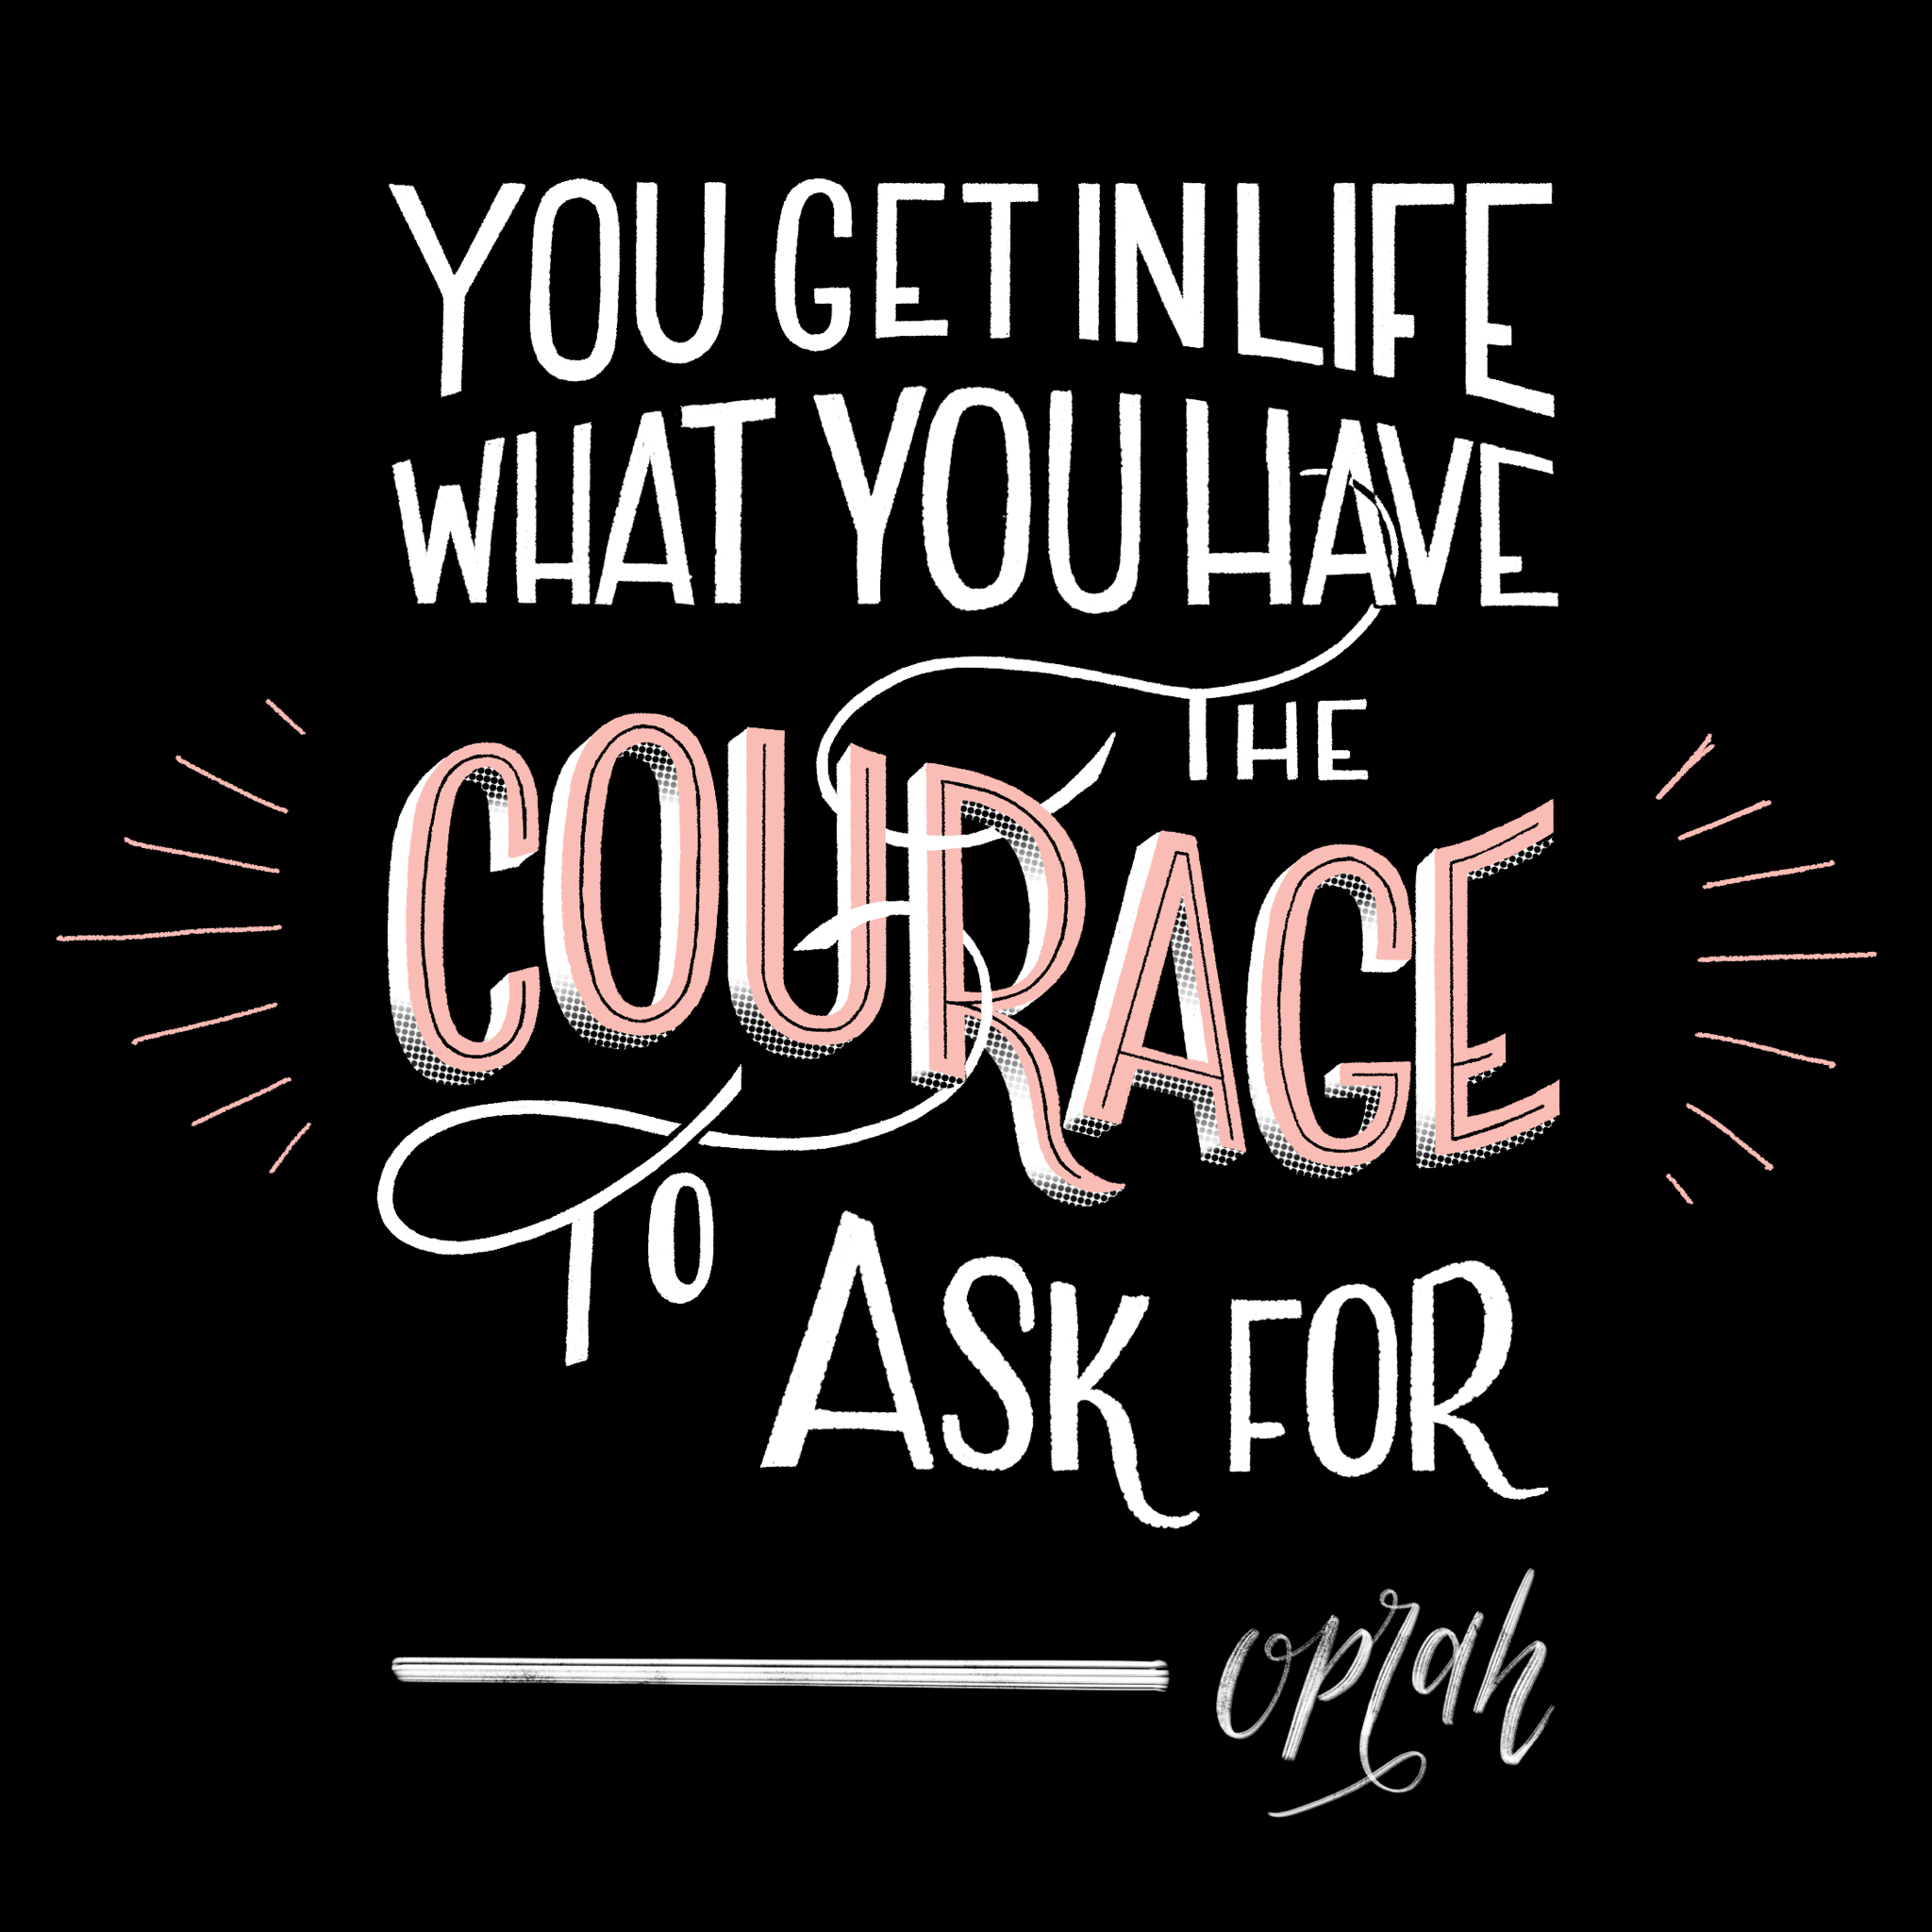 YOU GET IN LIFE
WHAT YOU HAVE
THE
COURAGE
TO
ASK FOR
oprah